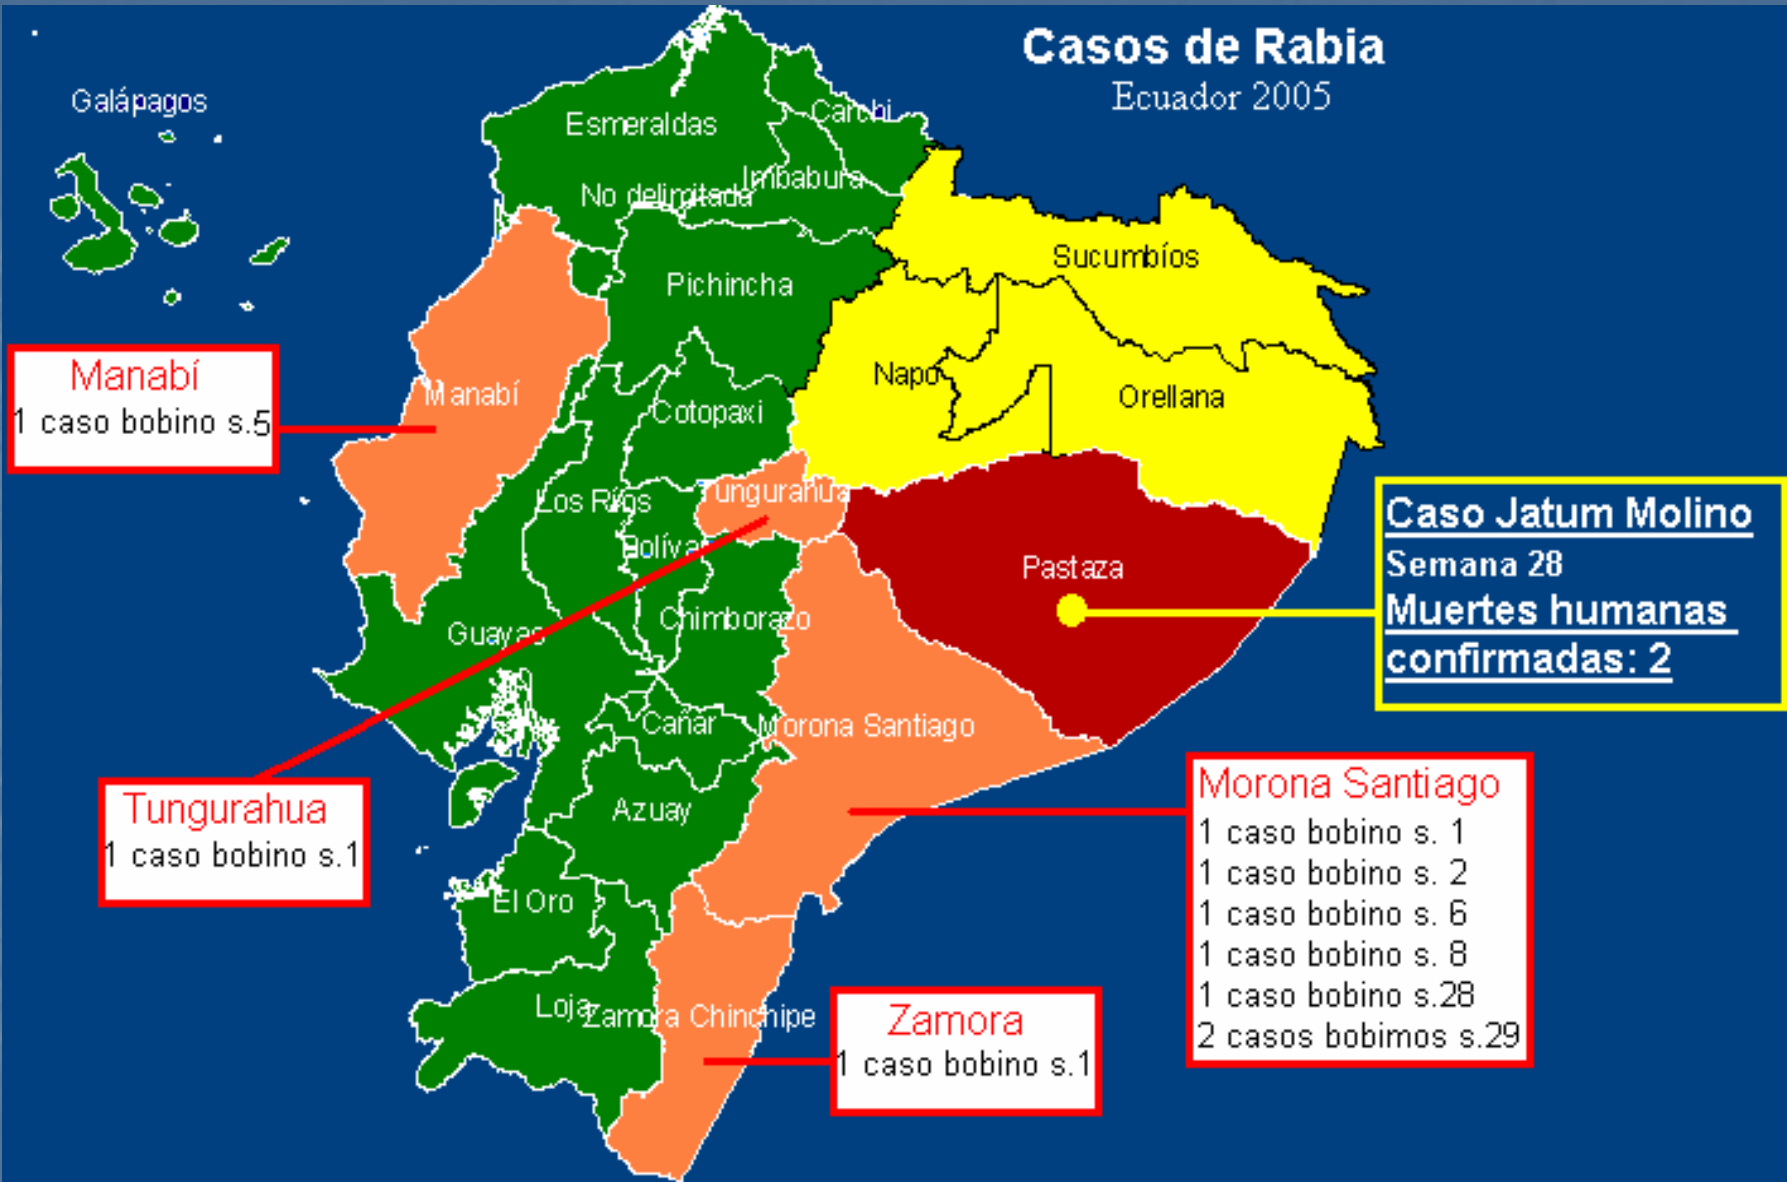 Casos de Rabia
Ecuador 2005
Galápagos
Esmeraldas
Carchi
Imbabura
No delimitada
Sucumbíos
Pichincha
Napo
Orellana
Manabí
1 caso bobino s.5
Manabí
Cotopaxi
Los Ríos
Tungurahua
Bolívar
Pastaza
Caso Jatum Molino
Semana 28
Muertes humanas
confirmadas: 2
Chimborazo
Guayas
Cañar
Morona Santiago
Azuay
Tungurahua
1 caso bobino s.1
Morona Santiago
1 caso bobino s. 1
1 caso bobino s. 2
1 caso bobino s. 6
1 caso bobino s. 8
1 caso bobino s.28
2 casos bobimos s.29
El Oro
Loja
Zamora Chinchipe
Zamora
1 caso bobino s.1